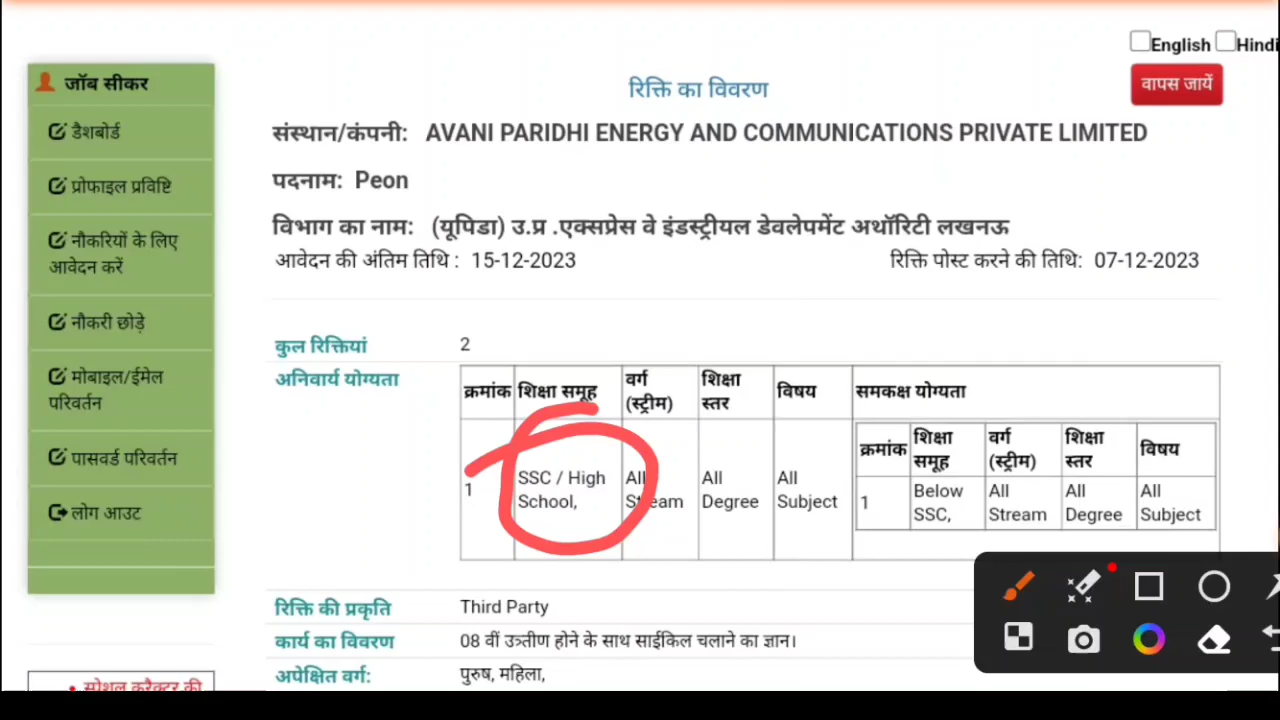 English Hindi
जॉब सीकर
डैशबोर्ड
प्रोफाइल प्रविष्टि
नौकरियों के लिए
आवेदन करें
नौकरी छोड़े
मोबाइल/ईमेल
परिवर्तन
पासवर्ड परिवर्तन
लोग आउट
रिक्ति का विवरण
वापस जायें
संस्थान/कंपनी: AVANI PARIDHI ENERGY AND COMMUNICATIONS PRIVATE LIMITED
पदनाम: Peon
विभाग का नाम: (यूपिडा) उ.प्र .एक्सप्रेस वे इंडस्ट्रीयल डेवलेपमेंट अथॉरिटी लखनऊ
आवेदन की अंतिम तिथि : 15-12-2023 रिक्ति पोस्ट करने की तिथि: 07-12-2023
कुल रिक्तियां 2
अनिवार्य योग्यता
क्रमांक शिक्षा समूह वर्ग (स्ट्रीम) शिक्षा स्तर विषय समकक्ष योग्यता
1 SSC / High School, All Stream All Degree All Subject
क्रमांक शिक्षा समूह वर्ग (स्ट्रीम) शिक्षा स्तर विषय
1 Below SSC, All Stream All Degree All Subject
रिक्ति की प्रकृति Third Party
कार्य का विवरण 08 वीं उत्तीण होने के साथ साईकिल चलाने का ज्ञान।
अपेक्षित वर्ग: पुरुष, महिला,
स्पेशल करैक्टर की